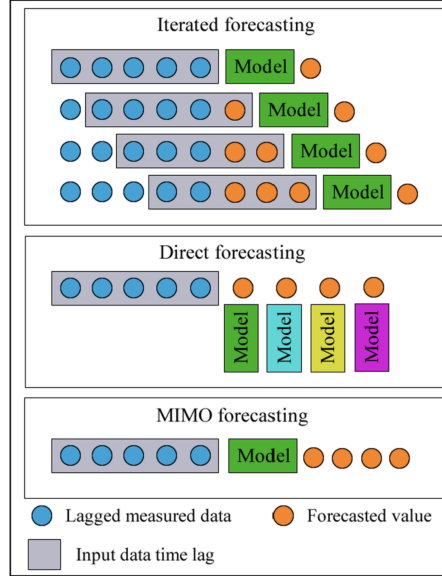 Iterated forecasting
Model
Model
Model
Model
Direct forecasting
Model
Model
Model
Model
MIMO forecasting
Model
Lagged measured data
Forecasted value
Input data time lag